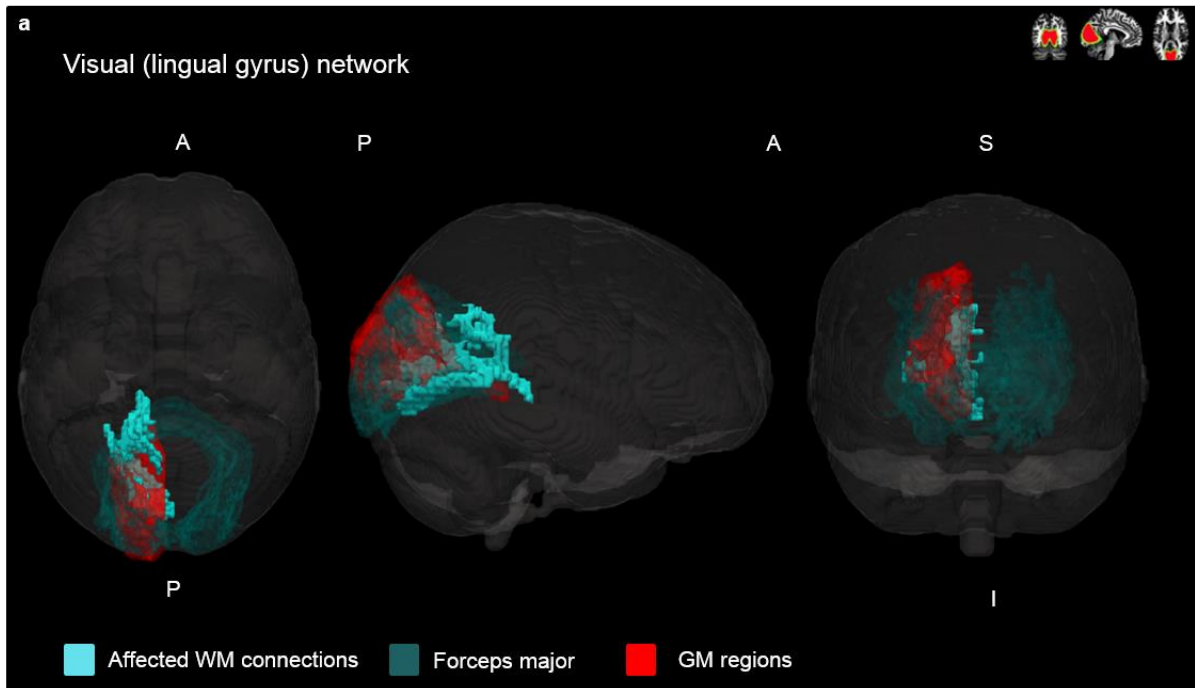 a
Visual (lingual gyrus) network
A
P
A
S
P
I
Affected WM connections
Forceps major
GM regions